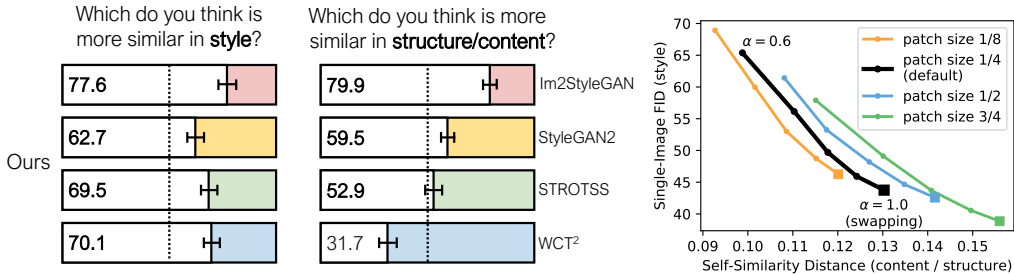 Which do you think is
more similar in style?
Which do you think is more
similar in structure/content?
Ours
77.6
79.9
Im2StyleGAN
62.7
59.5
StyleGAN2
69.5
52.9
STROTSS
70.1
31.7
WCT²
Single-Image FID (style)
70
65
60
55
50
45
40
α = 0.6
patch size 1/8
patch size 1/4
(default)
patch size 1/2
patch size 3/4
α = 1.0
(swapping)
0.09 0.10 0.11 0.12 0.13 0.14 0.15
Self-Similarity Distance (content / structure)